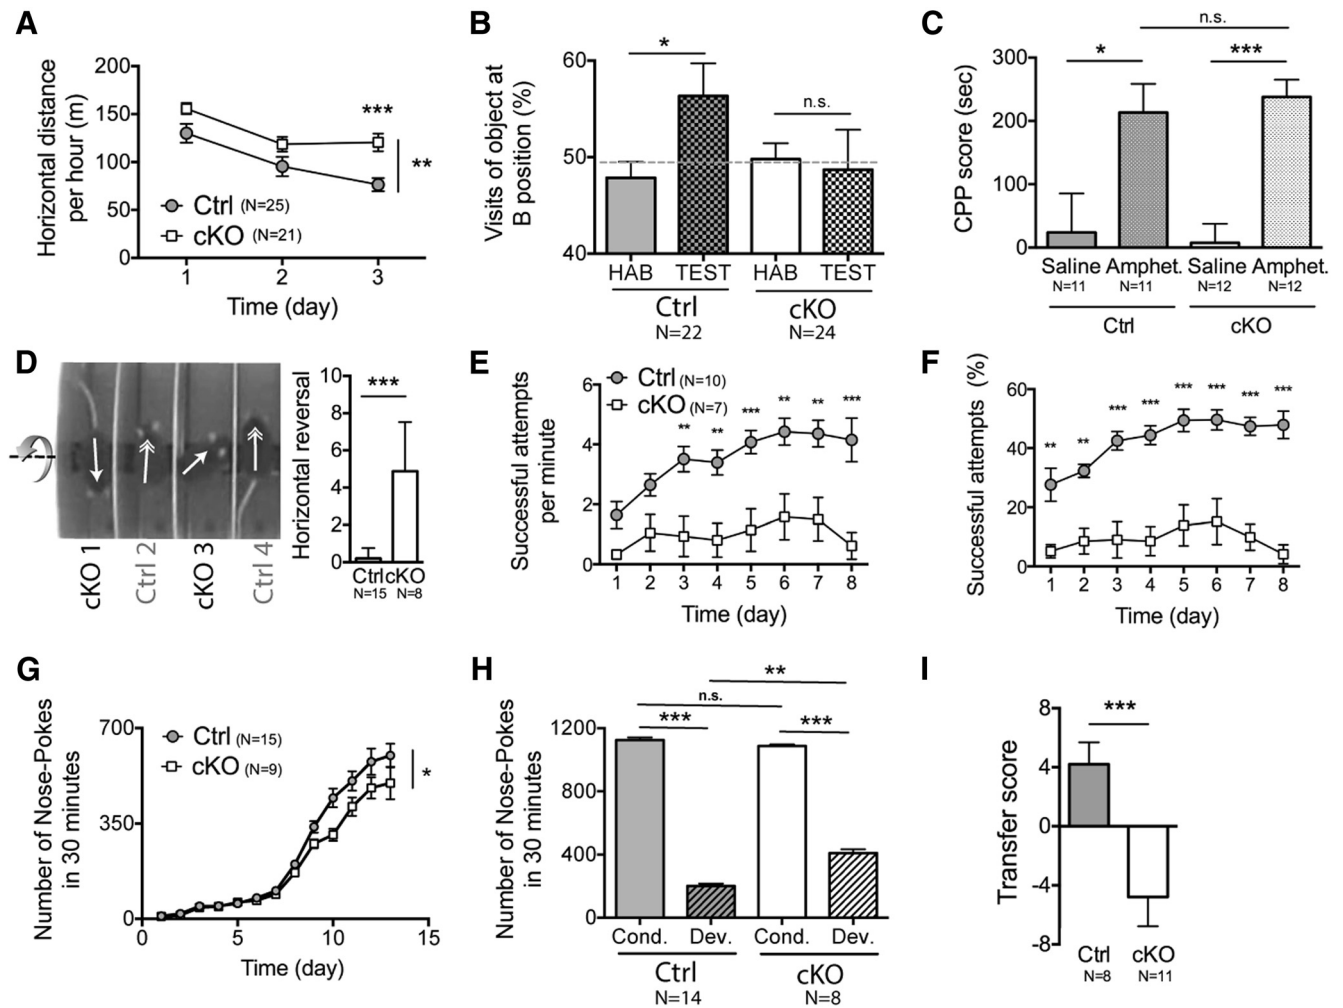 A
Horizontal distance
per hour (m)
200
150
100
50
0
***
**
Ctrl (N=25)
cKO (N=21)
1 2 3
Time (day)
B
Visits of object at
B position (%)
60
50
40
*
n.s.
HAB TEST HAB TEST
Ctrl cKO
N=22 N=24
C
CPP score (sec)
300
200
100
0
n.s.
* ***
Saline Amphet. Saline Amphet.
N=11 N=11 N=12 N=12
Ctrl cKO
D
cKO 1
Ctrl 2
cKO 3
Ctrl 4
Horizontal reversal
10
8
6
4
2
0
***
Ctrl cKO
N=15 N=8
E
Successful attempts
per minute
6
4
2
0
Ctrl (N=10)
cKO (N=7)
** ** *** ** ** ***
1 2 3 4 5 6 7 8
Time (day)
F
Successful attempts (%)
60
40
20
0
** ** *** *** *** *** *** ***
1 2 3 4 5 6 7 8
Time (day)
G
Number of Nose-Pokes
in 30 minutes
700
350
0
Ctrl (N=15)
cKO (N=9)
*
0 5 10 15
Time (day)
H
Number of Nose-Pokes
in 30 minutes
1200
800
400
0
**
n.s.
*** ***
Cond. Dev. Cond. Dev.
Ctrl cKO
N=14 N=8
I
Transfer score
8
4
0
-4
-8
***
Ctrl cKO
N=8 N=11